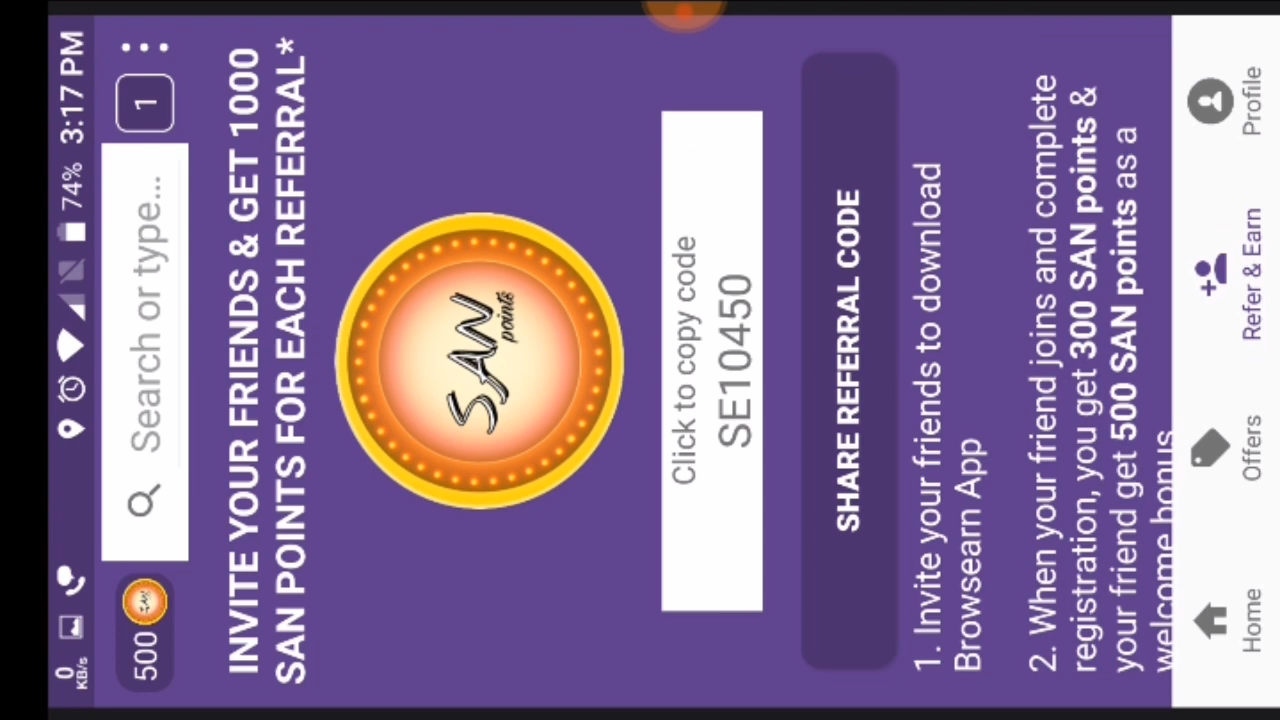 0
KB/s
74%
3:17 PM
500
SAN
Search or type...
1
INVITE YOUR FRIENDS & GET 1000
SAN POINTS FOR EACH REFERRAL*
SAN
points
Click to copy code
SE10450
SHARE REFERRAL CODE
1. Invite your friends to download
Browsearn App
2. When your friend joins and complete
registration, you get 300 SAN points &
your friend get 500 SAN points as a
welcome bonus
Home
Offers
Refer & Earn
Profile